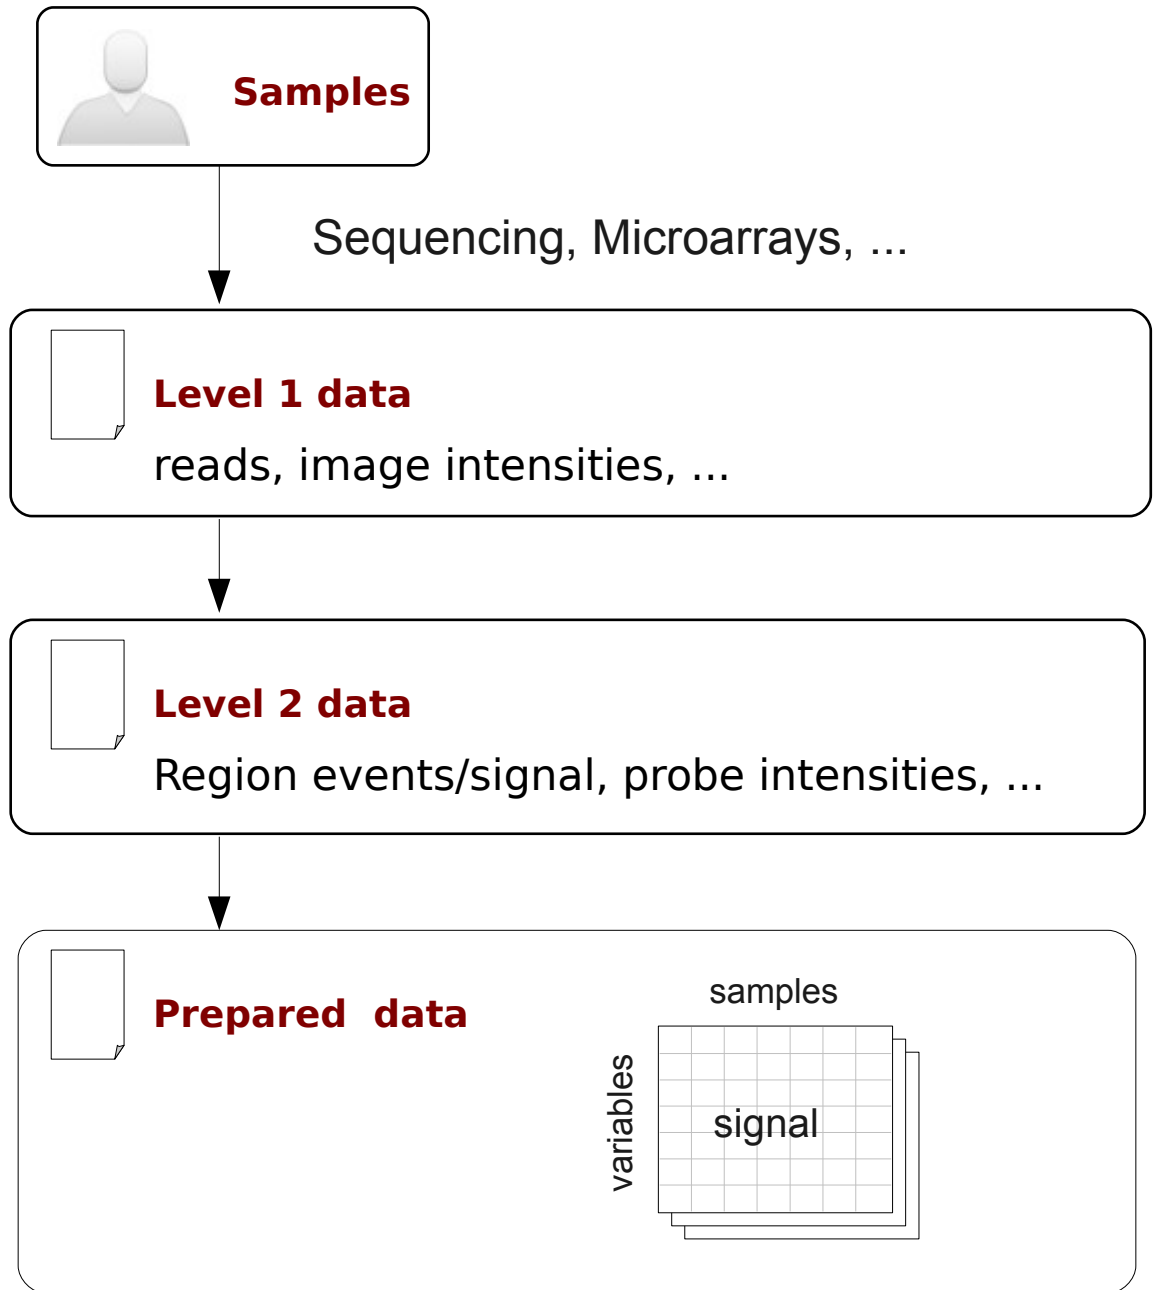 Samples
Sequencing, Microarrays, ...
Level 1 data
reads, image intensities, ...
Level 2 data
Region events/signal, probe intensities, ...
Prepared data
samples
variables
signal